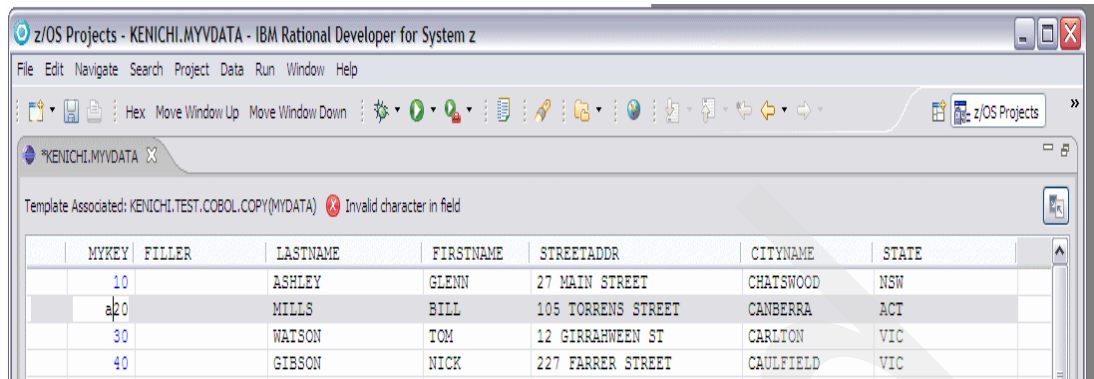 z/OS Projects - KENICHI.MYVDATA - IBM Rational Developer for System z
File Edit Navigate Search Project Data Run Window Help
Hex Move Window Up Move Window Down z/OS Projects »
*KENICHI.MYVDATA
Template Associated: KENICHI.TEST.COBOL.COPY(MYDATA) Invalid character in field
MYKEY FILLER LASTNAME FIRSTNAME STREETADDR CITYNAME STATE
10 ASHLEY GLENN 27 MAIN STREET CHATSWOOD NSW
a20 MILLS BILL 105 TORRENS STREET CANBERRA ACT
30 WATSON TOM 12 GIRRAHWEEN ST CARLTON VIC
40 GIBSON NICK 227 FARRER STREET CAULFIELD VIC